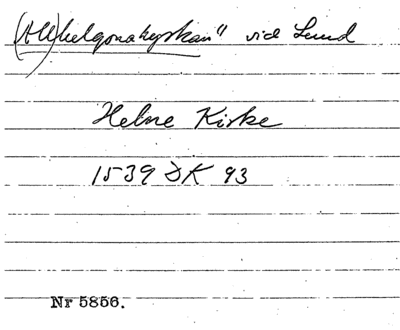 (All)helgonakyrkan" vid Lund
Helne Kirke
1539 DK 93
Nr 5856.